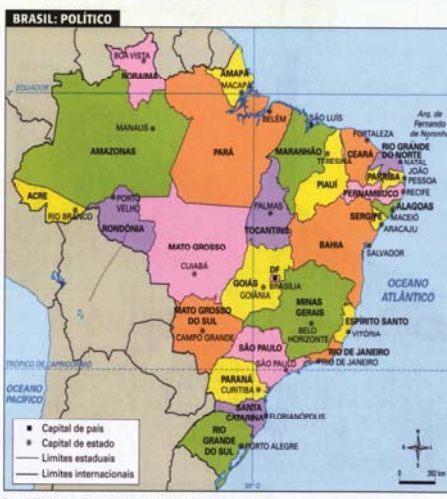 BRASIL: POLÍTICO
BOA VISTA
RORAIMA
AMAPÁ
MACAPÁ
EQUADOR
BELÉM
SÃO LUÍS
Arq. de
Fernando
de Noronha
MANAUS
AMAZONAS
PARÁ
MARANHÃO
TERESINA
FORTALEZA
CEARÁ
RIO GRANDE
DO NORTE
NATAL
PARAÍBA
JOÃO
PESSOA
PIAUÍ
PERNAMBUCO
RECIFE
ACRE
RIO BRANCO
PORTO
VELHO
RONDÔNIA
PALMAS
TOCANTINS
ALAGOAS
MACEIÓ
SERGIPE
ARACAJU
MATO GROSSO
CUIABÁ
BAHIA
SALVADOR
DF
BRASÍLIA
GOIÁS
GOIÂNIA
OCEANO
ATLÂNTICO
MATO GROSSO
DO SUL
CAMPO GRANDE
MINAS
GERAIS
BELO
HORIZONTE
ESPÍRITO SANTO
VITÓRIA
SÃO PAULO
SÃO PAULO
RIO DE JANEIRO
RIO DE JANEIRO
TRÓPICO DE CAPRICÓRNIO
OCEANO
PACÍFICO
PARANÁ
CURITIBA
SANTA
CATARINA
FLORIANÓPOLIS
RIO
GRANDE
DO SUL
PORTO ALEGRE
Capital de país
Capital de estado
Limites estaduais
Limites internacionais
0